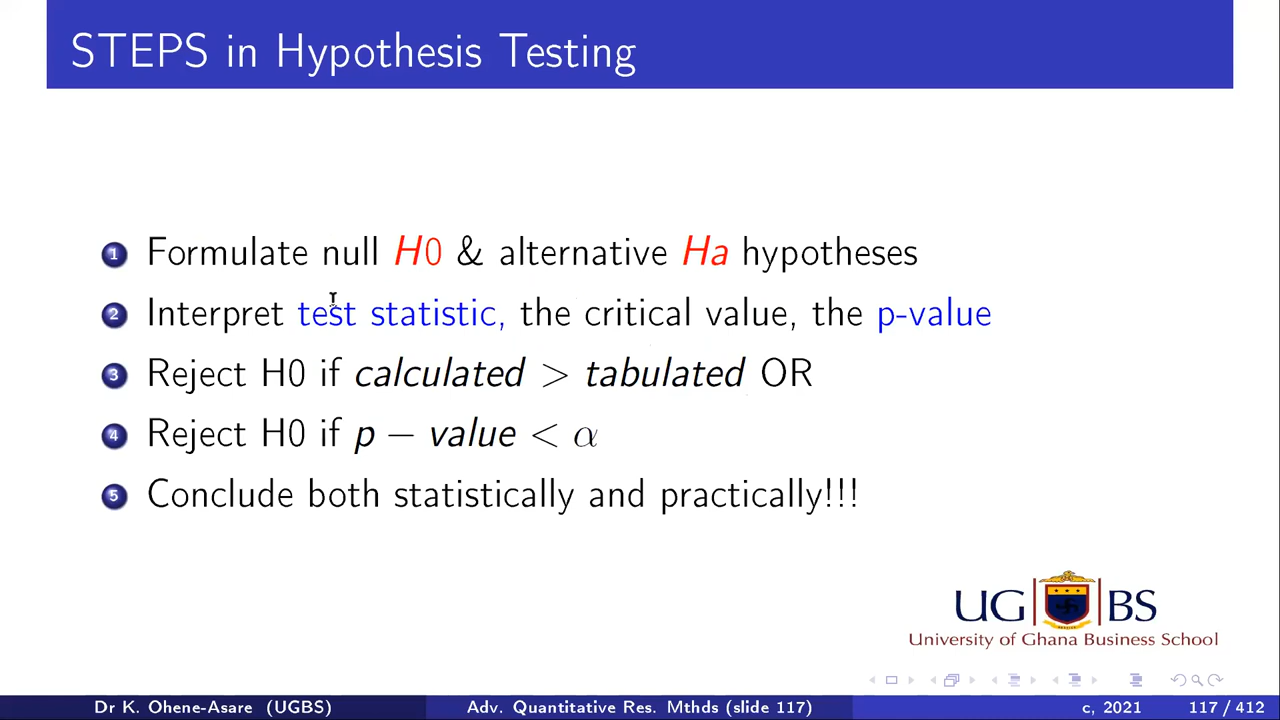 STEPS in Hypothesis Testing
1 Formulate null H0 & alternative Ha hypotheses
2 Interpret test statistic, the critical value, the p-value
3 Reject H0 if calculated > tabulated OR
4 Reject H0 if p − value < α
5 Conclude both statistically and practically!!!
UG BS
University of Ghana Business School
Dr K. Ohene-Asare (UGBS) Adv. Quantitative Res. Mthds (slide 117) c, 2021 117 / 412